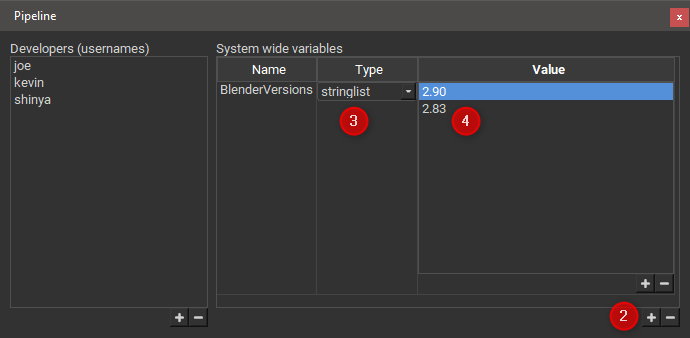 Pipeline
x
Developers (usernames)
joe
kevin
shinya
System wide variables
Name Type Value
BlenderVersions stringlist 2.90
2.83
3
4
+ −
2
+ −
+ −